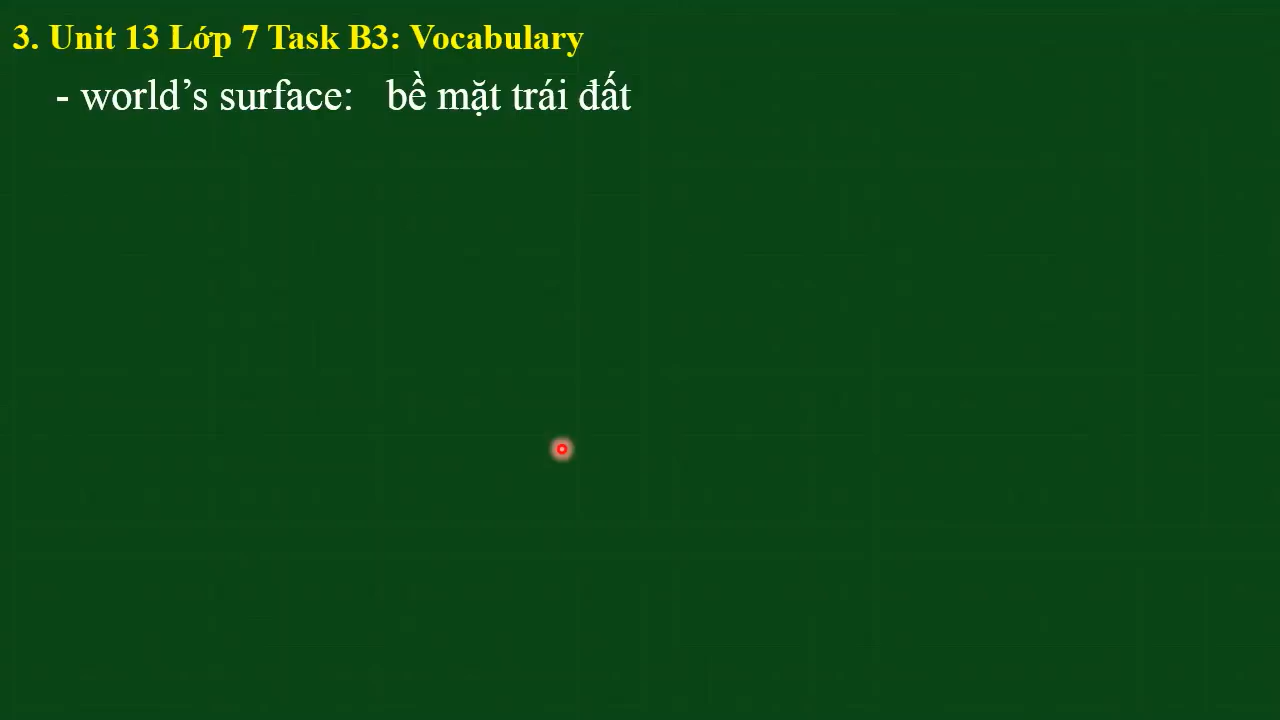 3. Unit 13 Lớp 7 Task B3: Vocabulary
- world’s surface: bề mặt trái đất